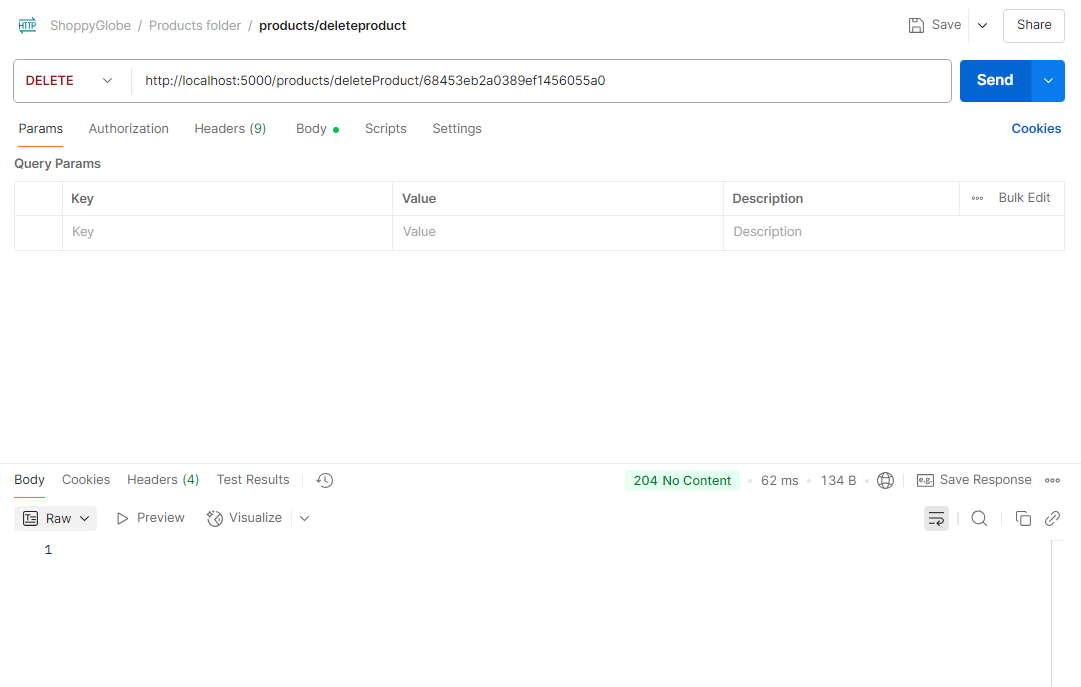 HTTP ShoppyGlobe / Products folder / products/deleteproduct Save Share
DELETE http://localhost:5000/products/deleteProduct/68453eb2a0389ef1456055a0 Send
Params Authorization Headers (9) Body Scripts Settings Cookies
Query Params
Key Value Description Bulk Edit
Key Value Description
Body Cookies Headers (4) Test Results 204 No Content 62 ms 134 B e.g. Save Response
Raw Preview Visualize
1